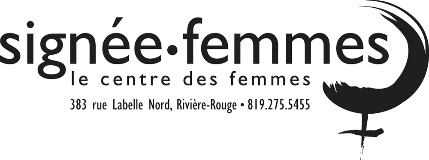 signée•femmes
le centre des femmes
383 rue Labelle Nord, Rivière-Rouge • 819.275.5455